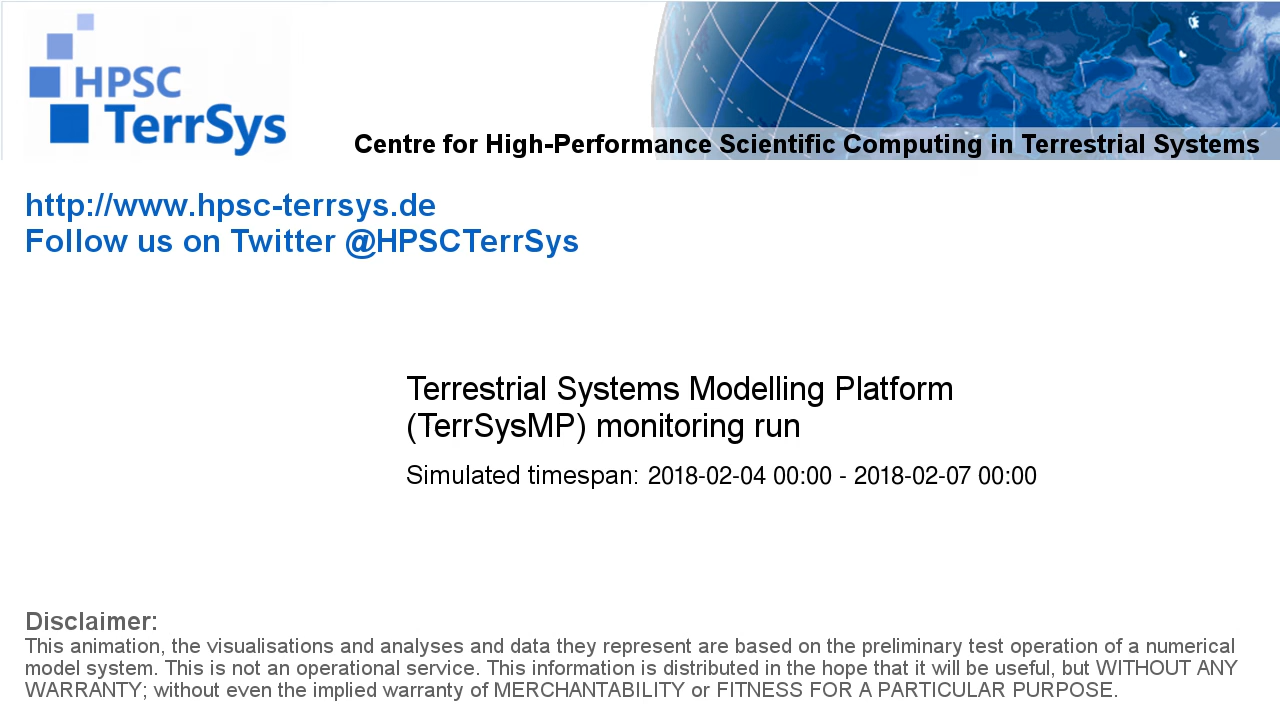 HPSC
TerrSys
Centre for High-Performance Scientific Computing in Terrestrial Systems
http://www.hpsc-terrsys.de
Follow us on Twitter @HPSCTerrSys
Terrestrial Systems Modelling Platform
(TerrSysMP) monitoring run
Simulated timespan: 2018-02-04 00:00 - 2018-02-07 00:00
Disclaimer:
This animation, the visualisations and analyses and data they represent are based on the preliminary test operation of a numerical
model system. This is not an operational service. This information is distributed in the hope that it will be useful, but WITHOUT ANY
WARRANTY; without even the implied warranty of MERCHANTABILITY or FITNESS FOR A PARTICULAR PURPOSE.